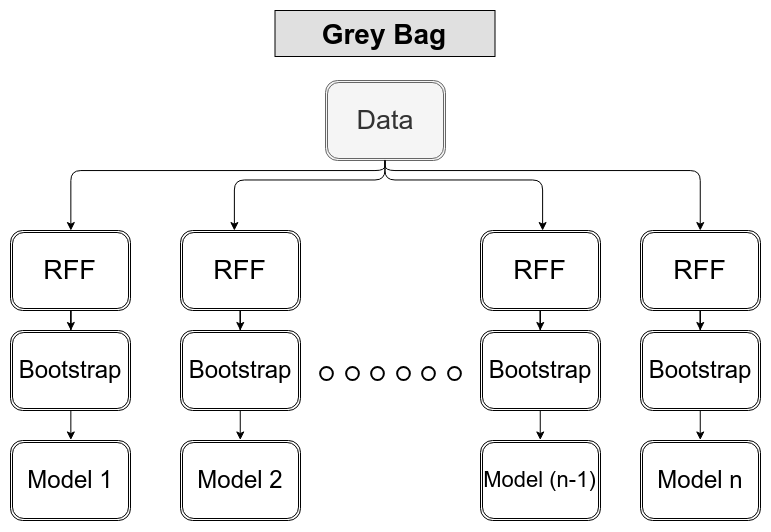 Grey Bag
Data
RFF
RFF
RFF
RFF
Bootstrap
Bootstrap
Bootstrap
Bootstrap
Model 1
Model 2
Model (n-1)
Model n